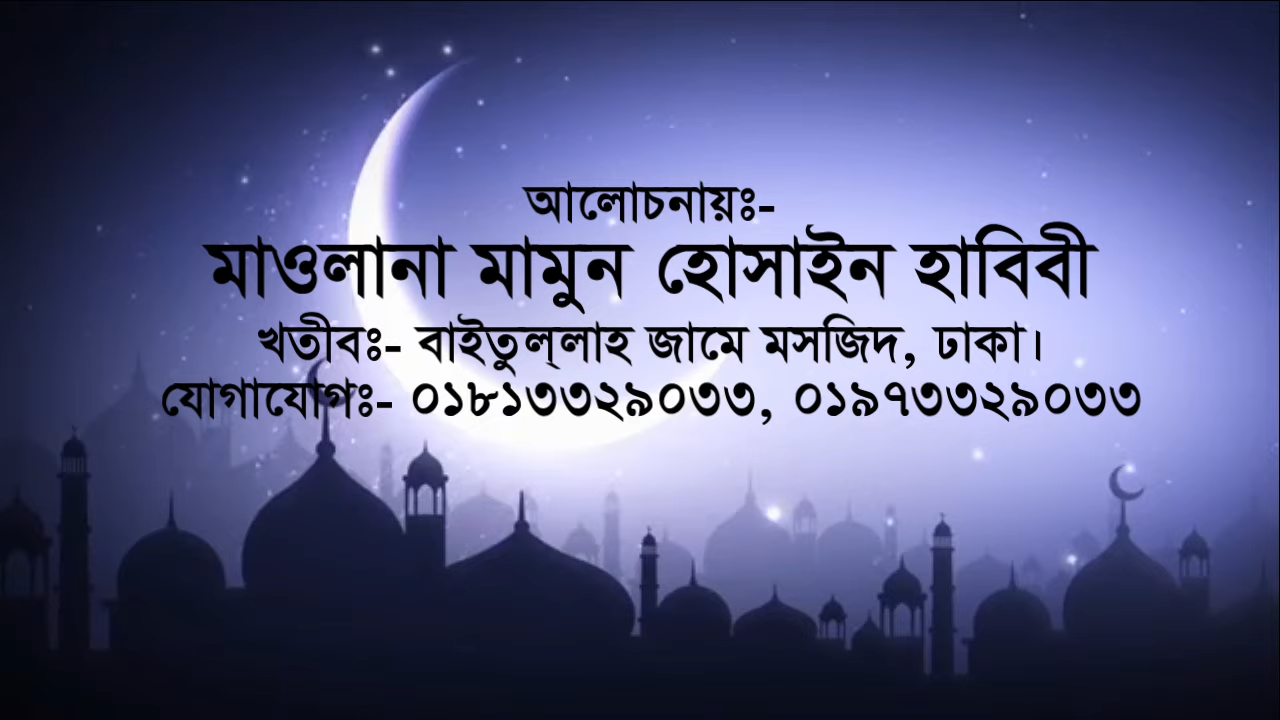 আলোচনায়ঃ-
মাওলানা মামুন হোসাইন হাবিবী
খতীবঃ- বাইতুল্‌লাহ জামে মসজিদ, ঢাকা।
যোগাযোগঃ- ০১৮১৩৩২৯০৩৩, ০১৯৭৩৩২৯০৩৩